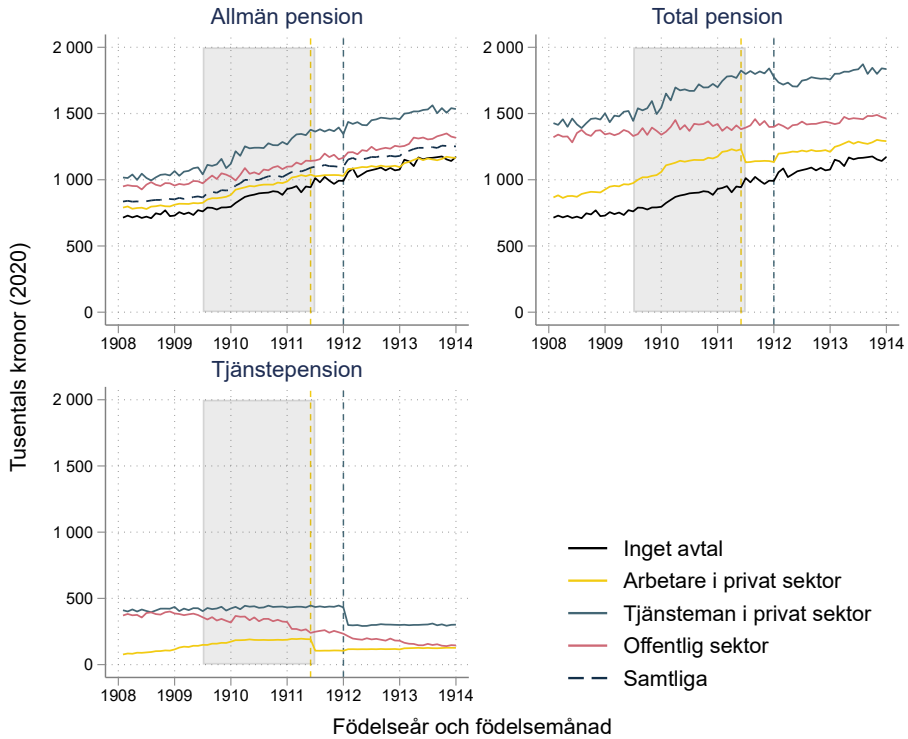 Allmän pension
2 000
1 500
1 000
500
0
1908 1909 1910 1911 1912 1913 1914
Total pension
2 000
1 500
1 000
500
0
1908 1909 1910 1911 1912 1913 1914
Tjänstepension
2 000
1 500
1 000
500
0
1908 1909 1910 1911 1912 1913 1914
Tusentals kronor (2020)
Inget avtal
Arbetare i privat sektor
Tjänsteman i privat sektor
Offentlig sektor
Samtliga
Födelseår och födelsemånad